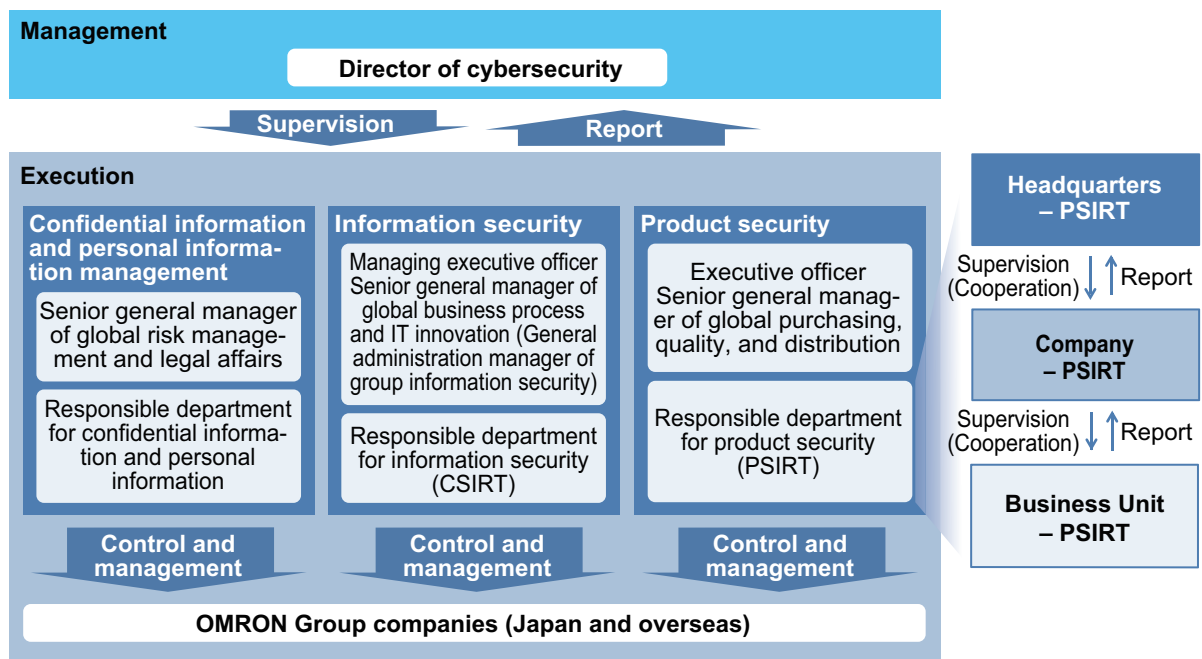 Management
Director of cybersecurity
Supervision
Report
Execution
Confidential information
and personal informa-
tion management
Senior general manager
of global risk manage-
ment and legal affairs
Responsible department
for confidential informa-
tion and personal
information
Information security
Managing executive officer
Senior general manager of
global business process
and IT innovation (General
administration manager of
group information security)
Responsible department
for information security
(CSIRT)
Product security
Executive officer
Senior general manag-
er of global purchasing,
quality, and distribution
Responsible department
for product security
(PSIRT)
Control and
management
Control and
management
Control and
management
OMRON Group companies (Japan and overseas)
Headquarters
– PSIRT
Supervision
(Cooperation)
Report
Company
– PSIRT
Supervision
(Cooperation)
Report
Business Unit
– PSIRT